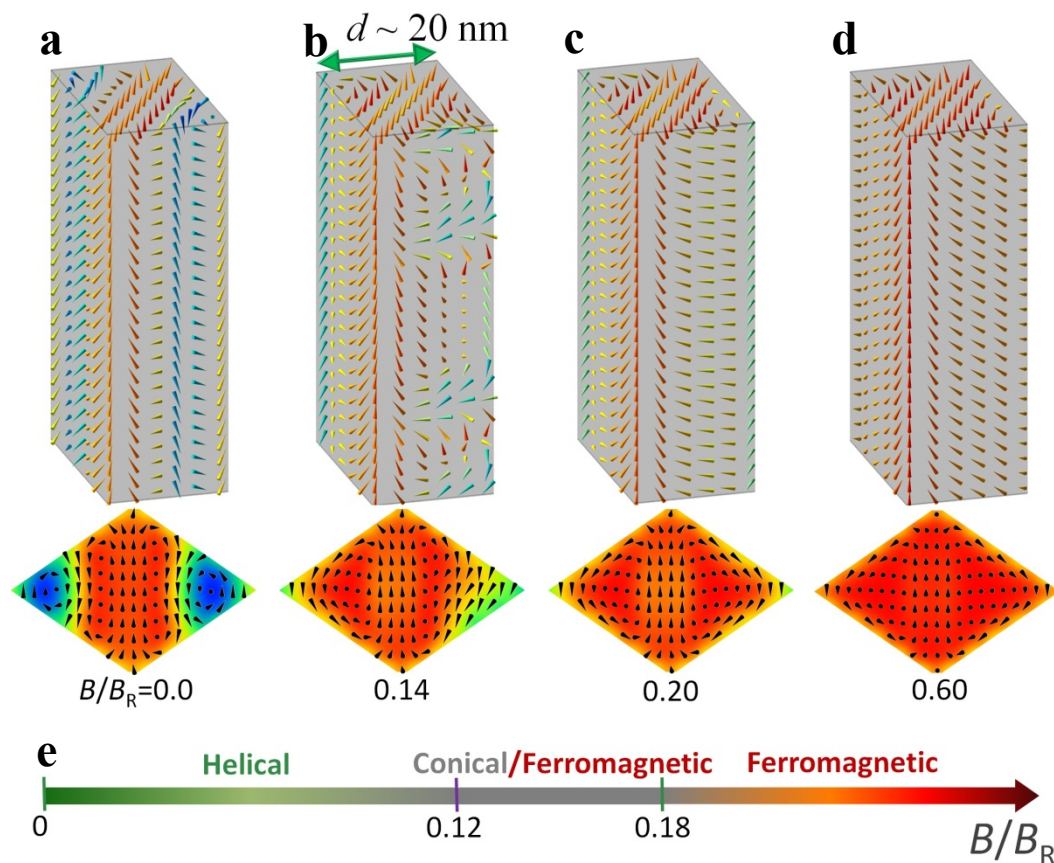 a b c d
d ~ 20 nm
B/B_R=0.0 0.14 0.20 0.60
e
Helical Conical/Ferromagnetic Ferromagnetic
0 0.12 0.18 B/B_R